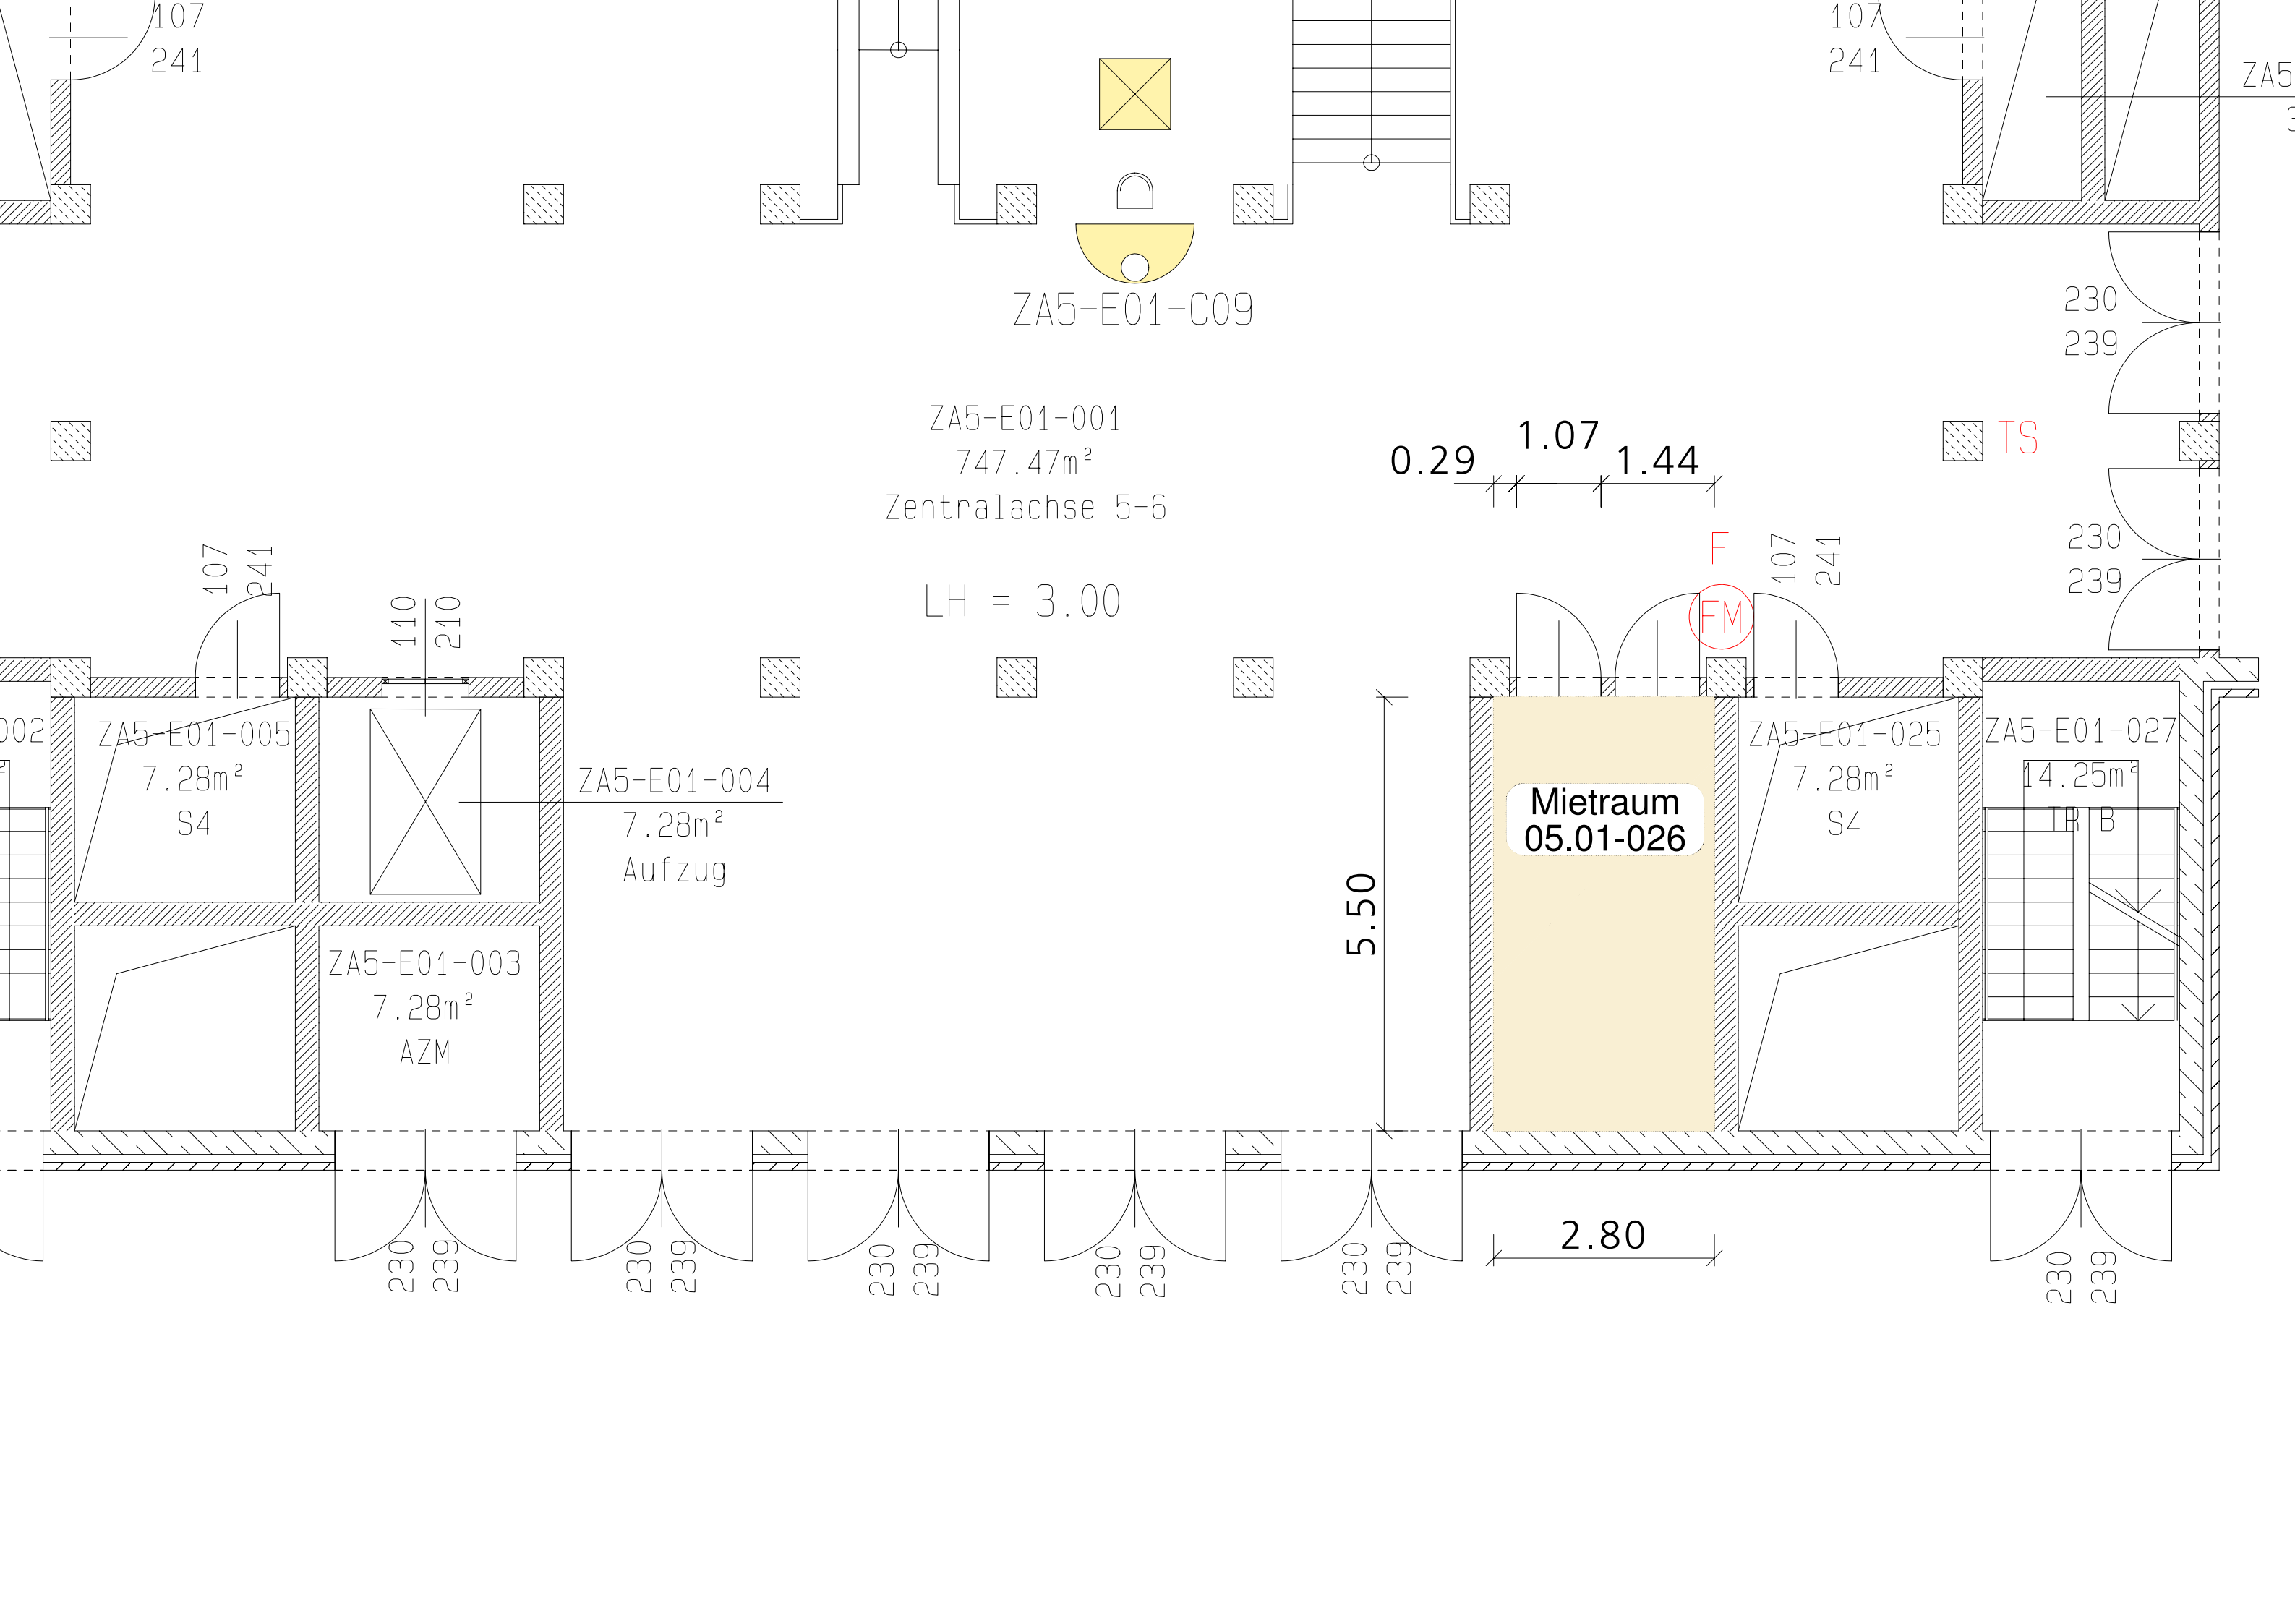 107
241
107
241
ZA5
ZA5-E01-C09
230
239
ZA5-E01-001
747.47m²
Zentralachse 5-6
LH = 3.00
0.29
1.07
1.44
TS
230
239
107
241
110
210
F
FM
107
241
002
ZA5-E01-005
7.28m²
S4
ZA5-E01-004
7.28m²
Aufzug
ZA5-E01-003
7.28m²
AZM
5.50
Mietraum
05.01-026
ZA5-E01-025
7.28m²
S4
ZA5-E01-027
14.25m²
TR B
2.80
230
239
230
239
230
239
230
239
230
239
230
239